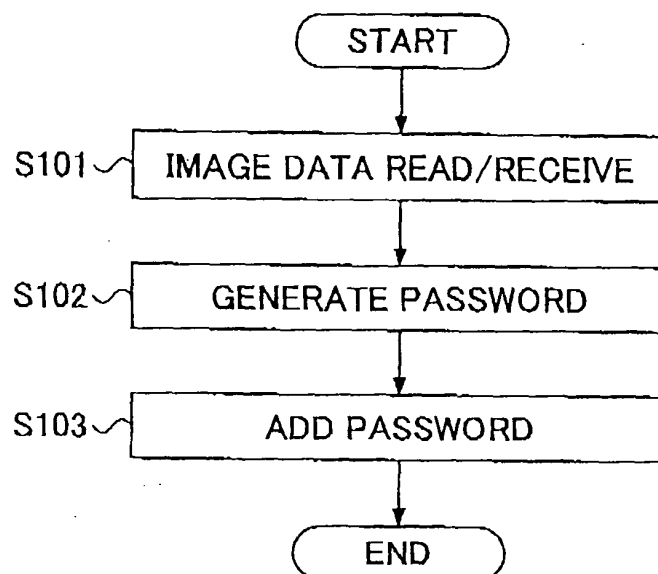 START
S101 IMAGE DATA READ/RECEIVE
S102 GENERATE PASSWORD
S103 ADD PASSWORD
END